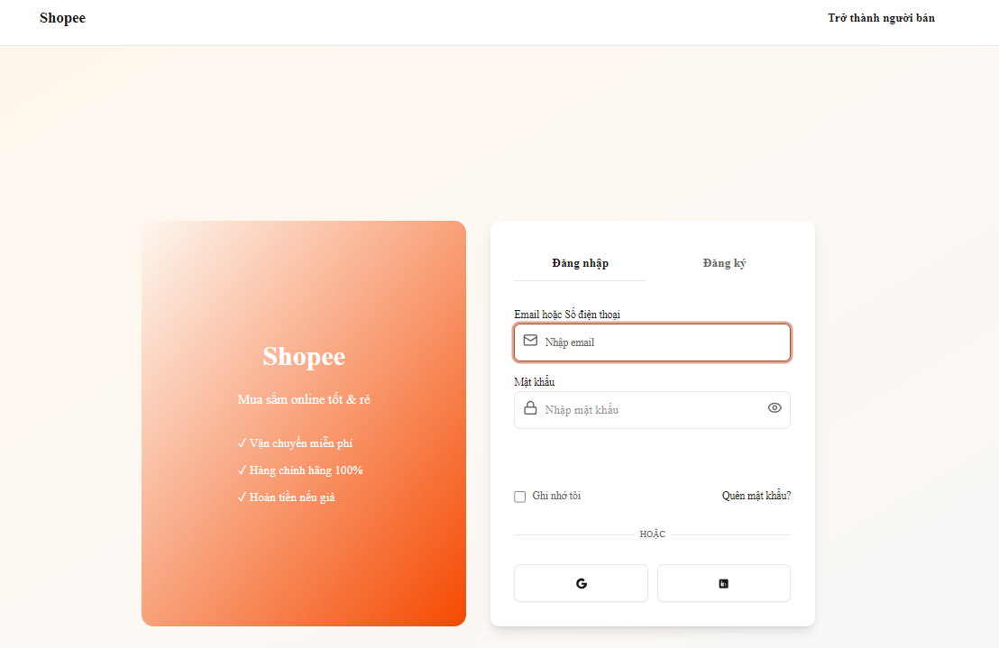 Shopee
Trở thành người bán
Shopee
Mua sắm online tốt & rẻ
✓ Vận chuyển miễn phí
✓ Hàng chính hãng 100%
✓ Hoàn tiền nếu giả
Đăng nhập
Đăng ký
Email hoặc Số điện thoại
Nhập email
Mật khẩu
Nhập mật khẩu
Ghi nhớ tôi
Quên mật khẩu?
HOẶC